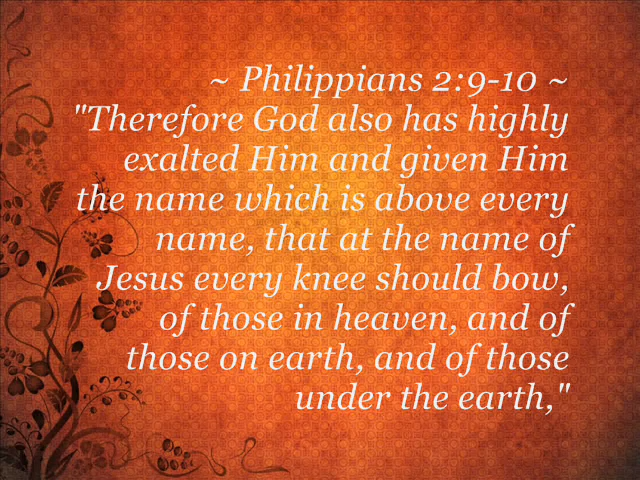 ~ Philippians 2:9-10 ~
"Therefore God also has highly
exalted Him and given Him
the name which is above every
name, that at the name of
Jesus every knee should bow,
of those in heaven, and of
those on earth, and of those
under the earth,"